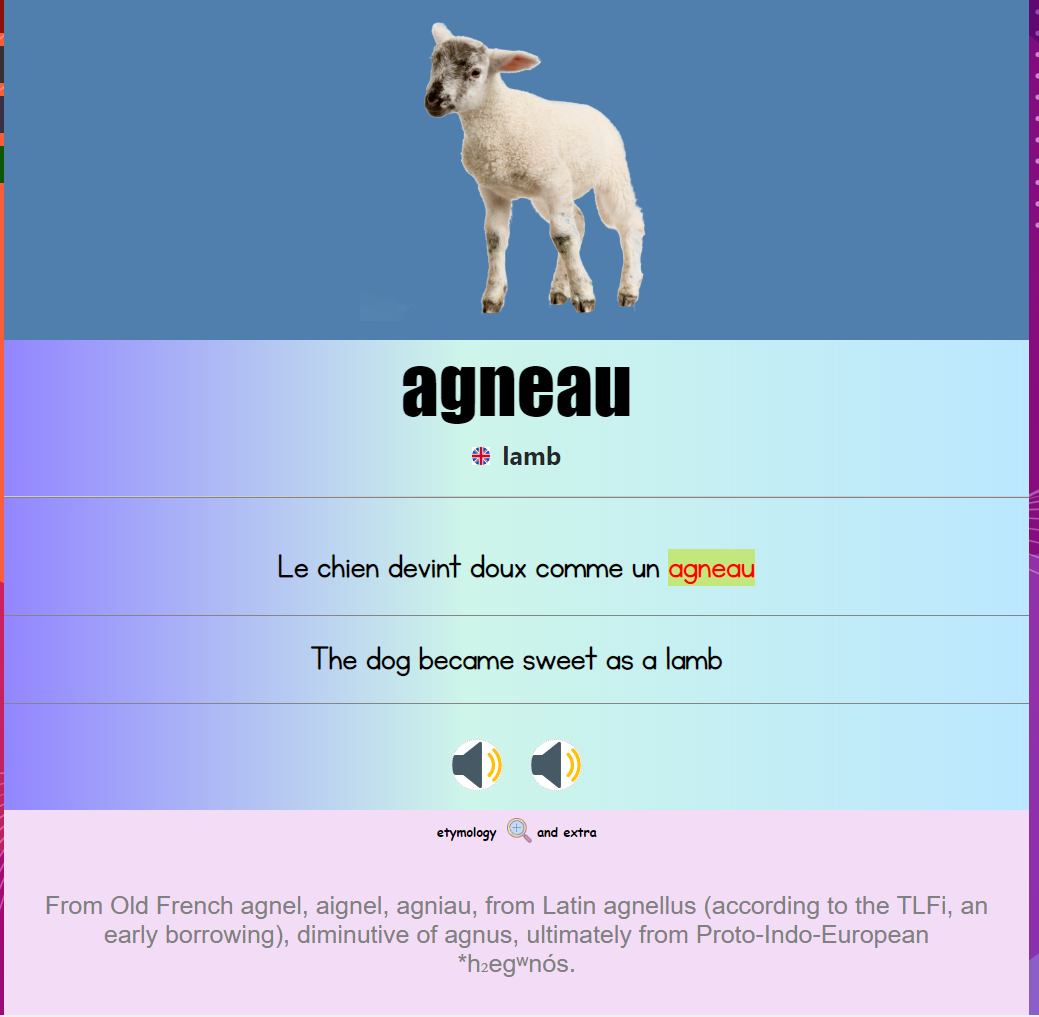 agneau
lamb
Le chien devint doux comme un agneau
The dog became sweet as a lamb
etymology and extra
From Old French agnel, aignel, agniau, from Latin agnellus (according to the TLFi, an
early borrowing), diminutive of agnus, ultimately from Proto-Indo-European
*h₂egʷnós.